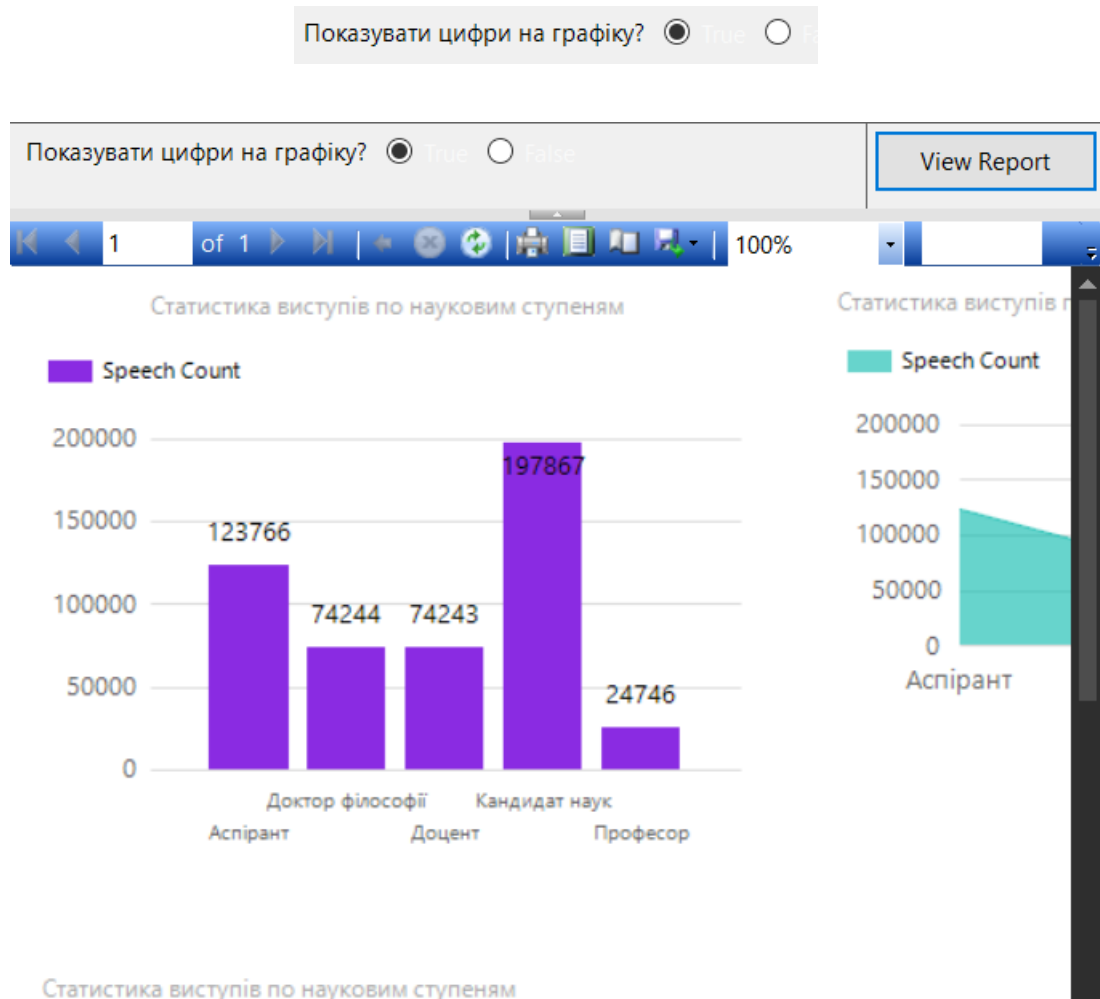 Показувати цифри на графіку? True
Показувати цифри на графіку? True False
View Report
1 of 1 100%
Статистика виступів по науковим ступеням
Speech Count
200000
150000
100000
50000
0
123766
74244
74243
197867
24746
Доктор філософії Кандидат наук
Аспірант Доцент Професор
Статистика виступів
Speech Count
200000
150000
100000
50000
0
Аспірант
Статистика виступів по науковим ступеням